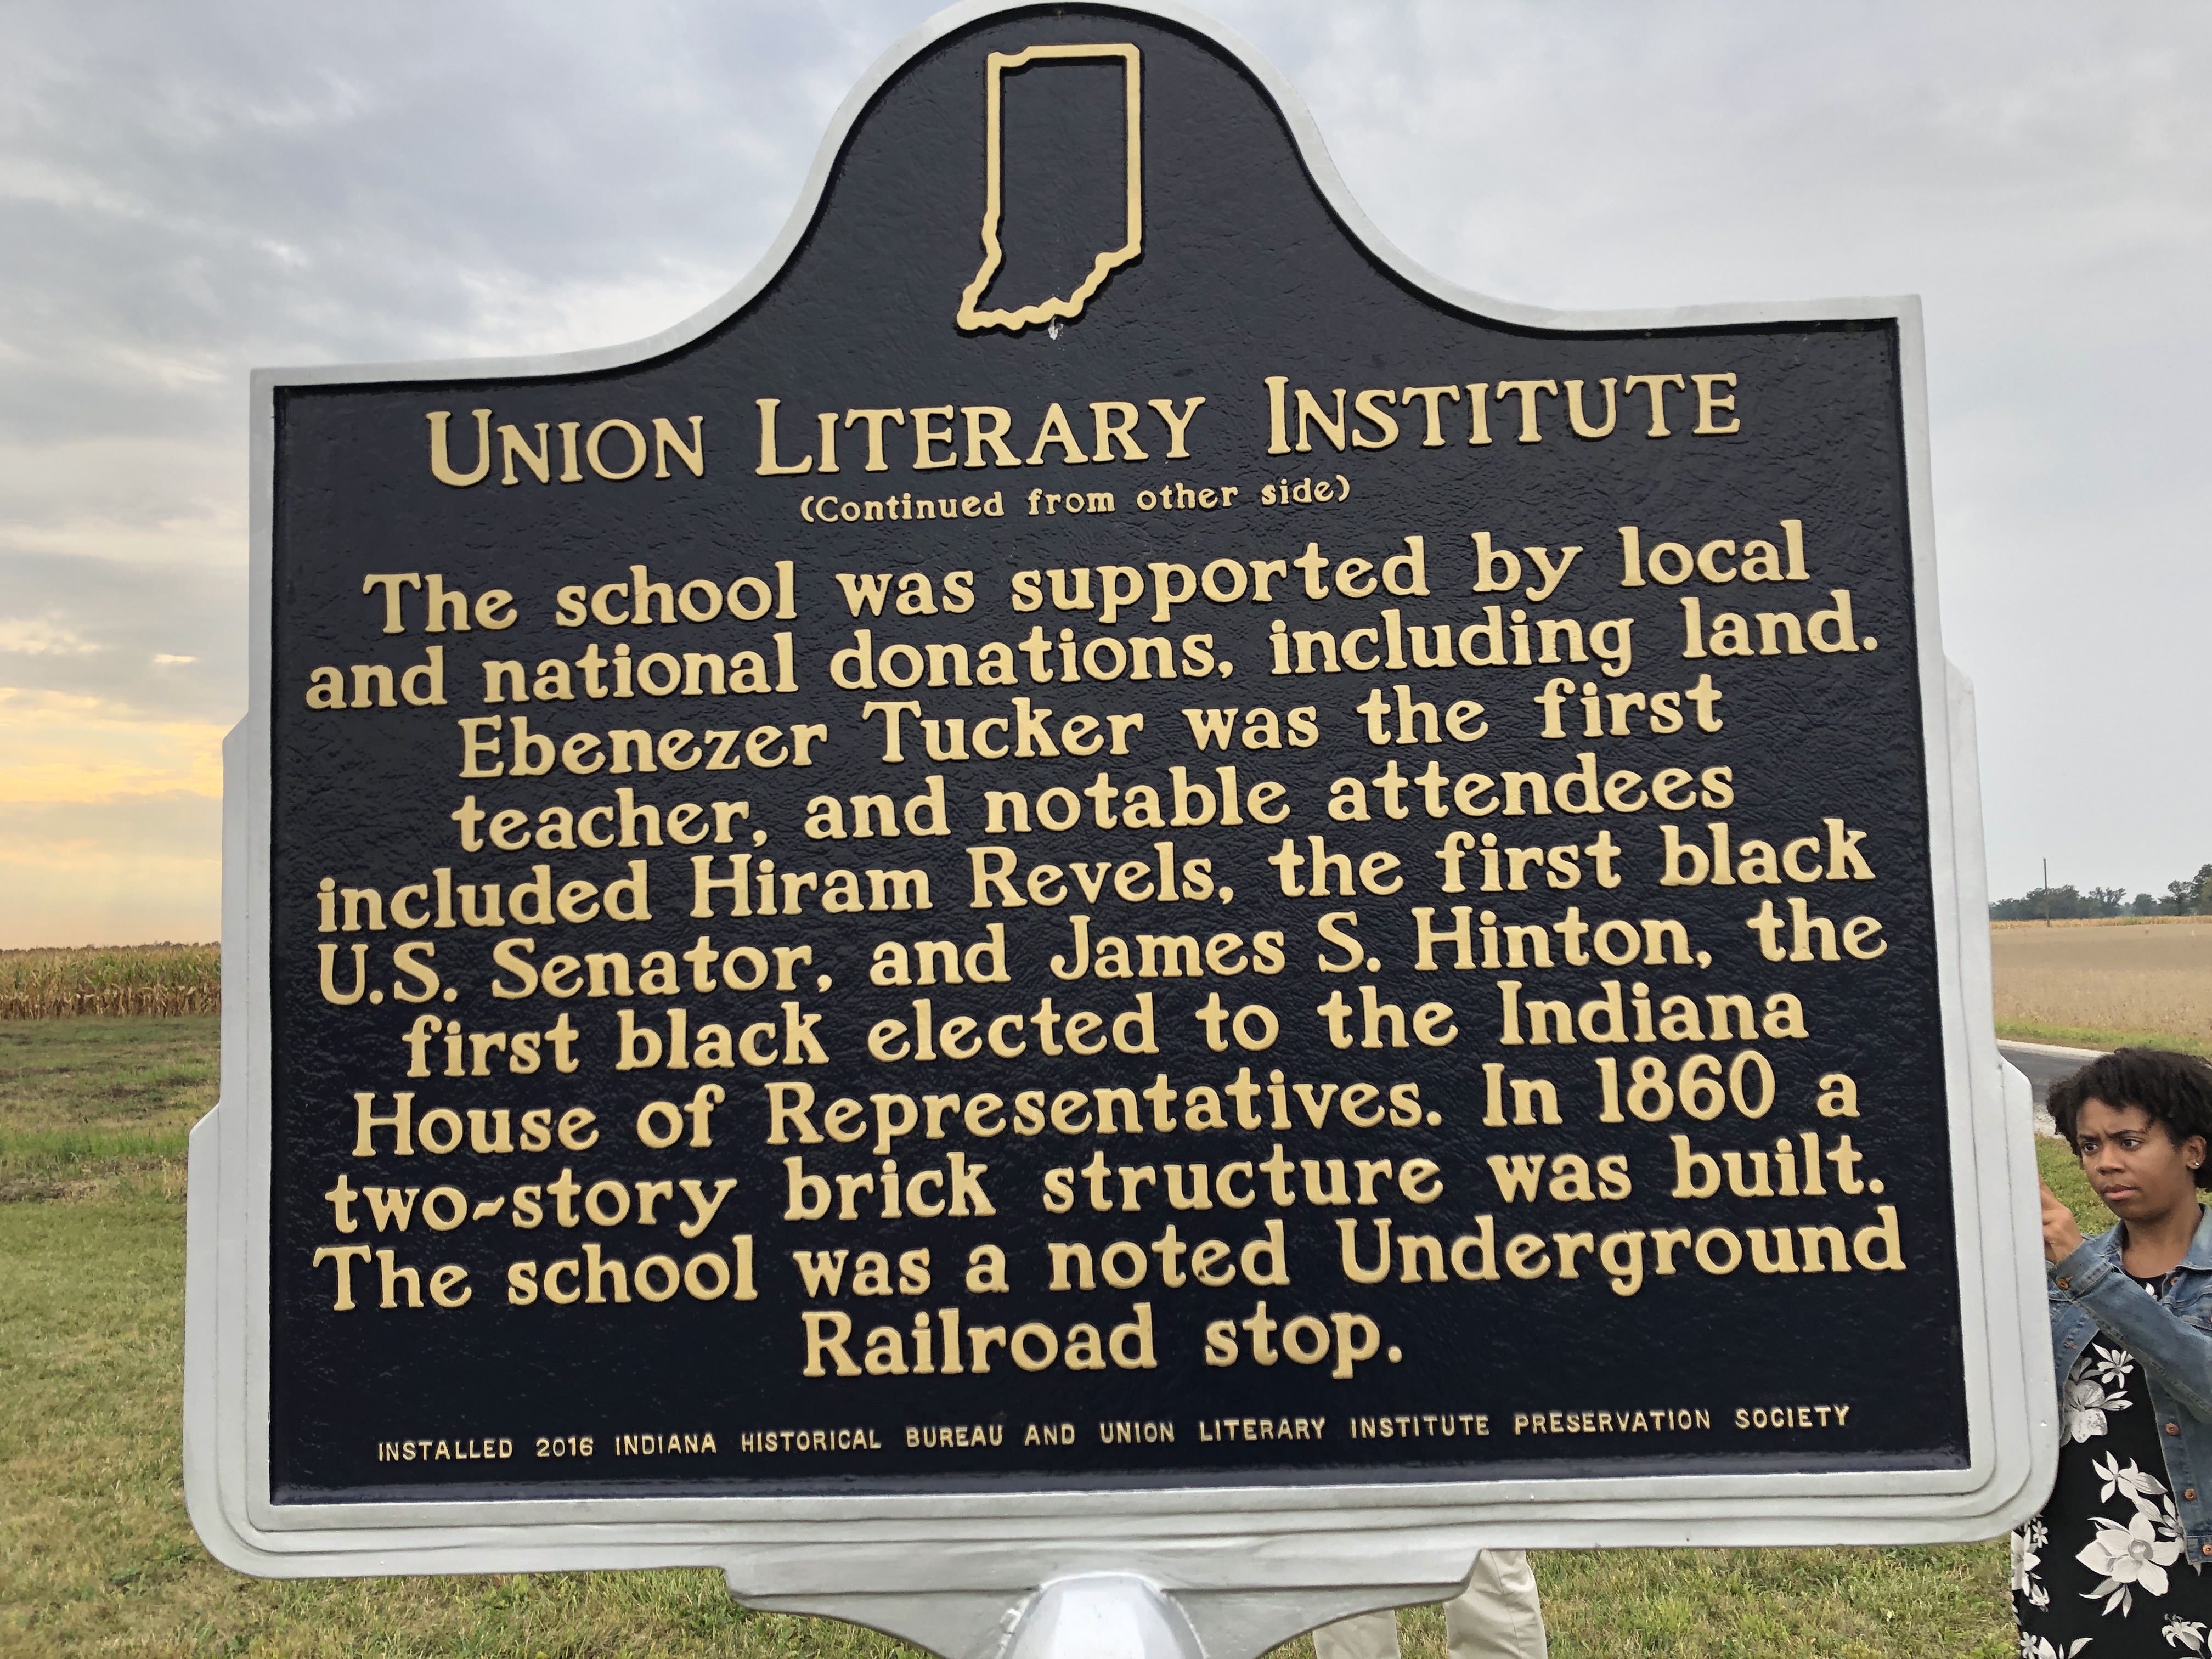 UNION LITERARY INSTITUTE
(Continued from other side)
The school was supported by local
and national donations, including land.
Ebenezer Tucker was the first
teacher, and notable attendees
included Hiram Revels, the first black
U.S. Senator, and James S. Hinton, the
first black elected to the Indiana
House of Representatives. In 1860 a
two-story brick structure was built.
The school was a noted Underground
Railroad stop.
INSTALLED 2016 INDIANA HISTORICAL BUREAU AND UNION LITERARY INSTITUTE PRESERVATION SOCIETY